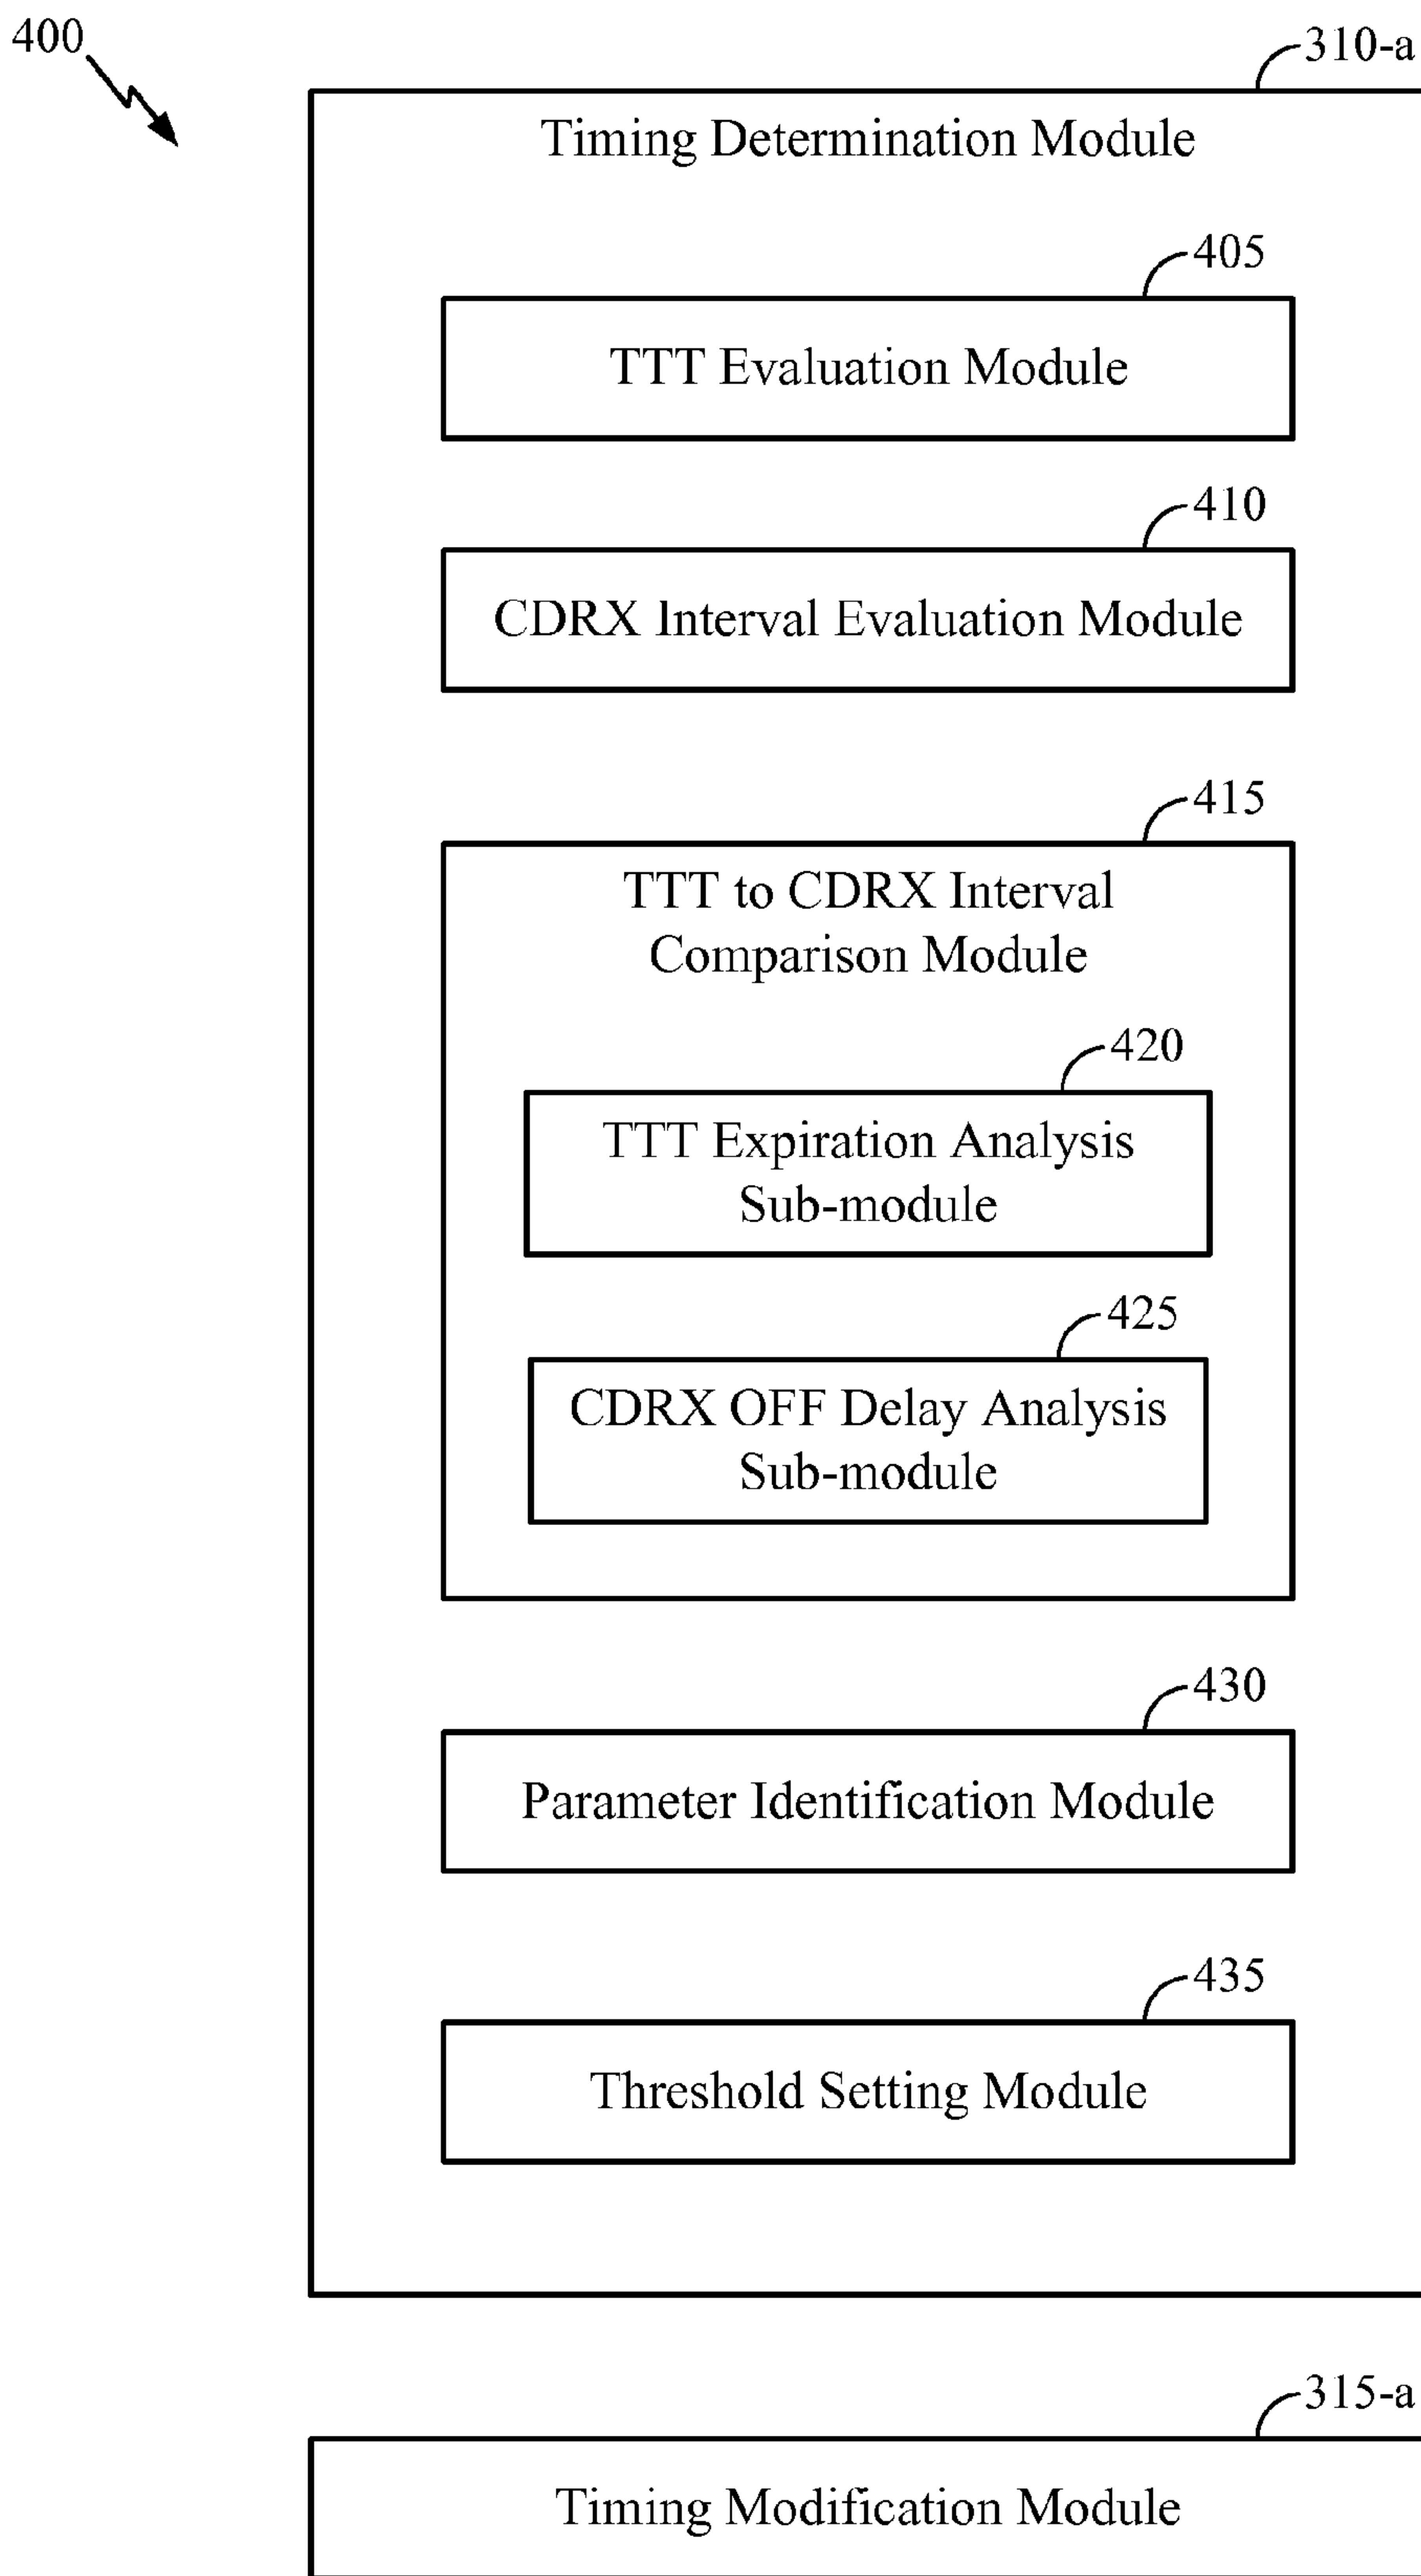 400
310-a
Timing Determination Module
405
TTT Evaluation Module
410
CDRX Interval Evaluation Module
415
TTT to CDRX Interval
Comparison Module
420
TTT Expiration Analysis
Sub-module
425
CDRX OFF Delay Analysis
Sub-module
430
Parameter Identification Module
435
Threshold Setting Module
315-a
Timing Modification Module